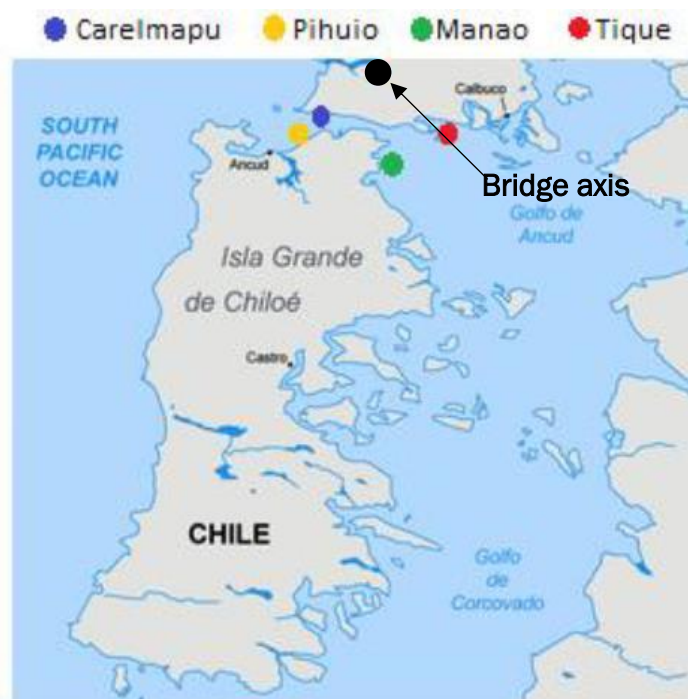 Carelmapu Pihuio Manao Tique
Calbuco
SOUTH
PACIFIC
OCEAN
Ancud
Bridge axis
Golfo de
Ancud
Isla Grande
de Chiloé
Castro
CHILE
Golfo
de
Corcovado